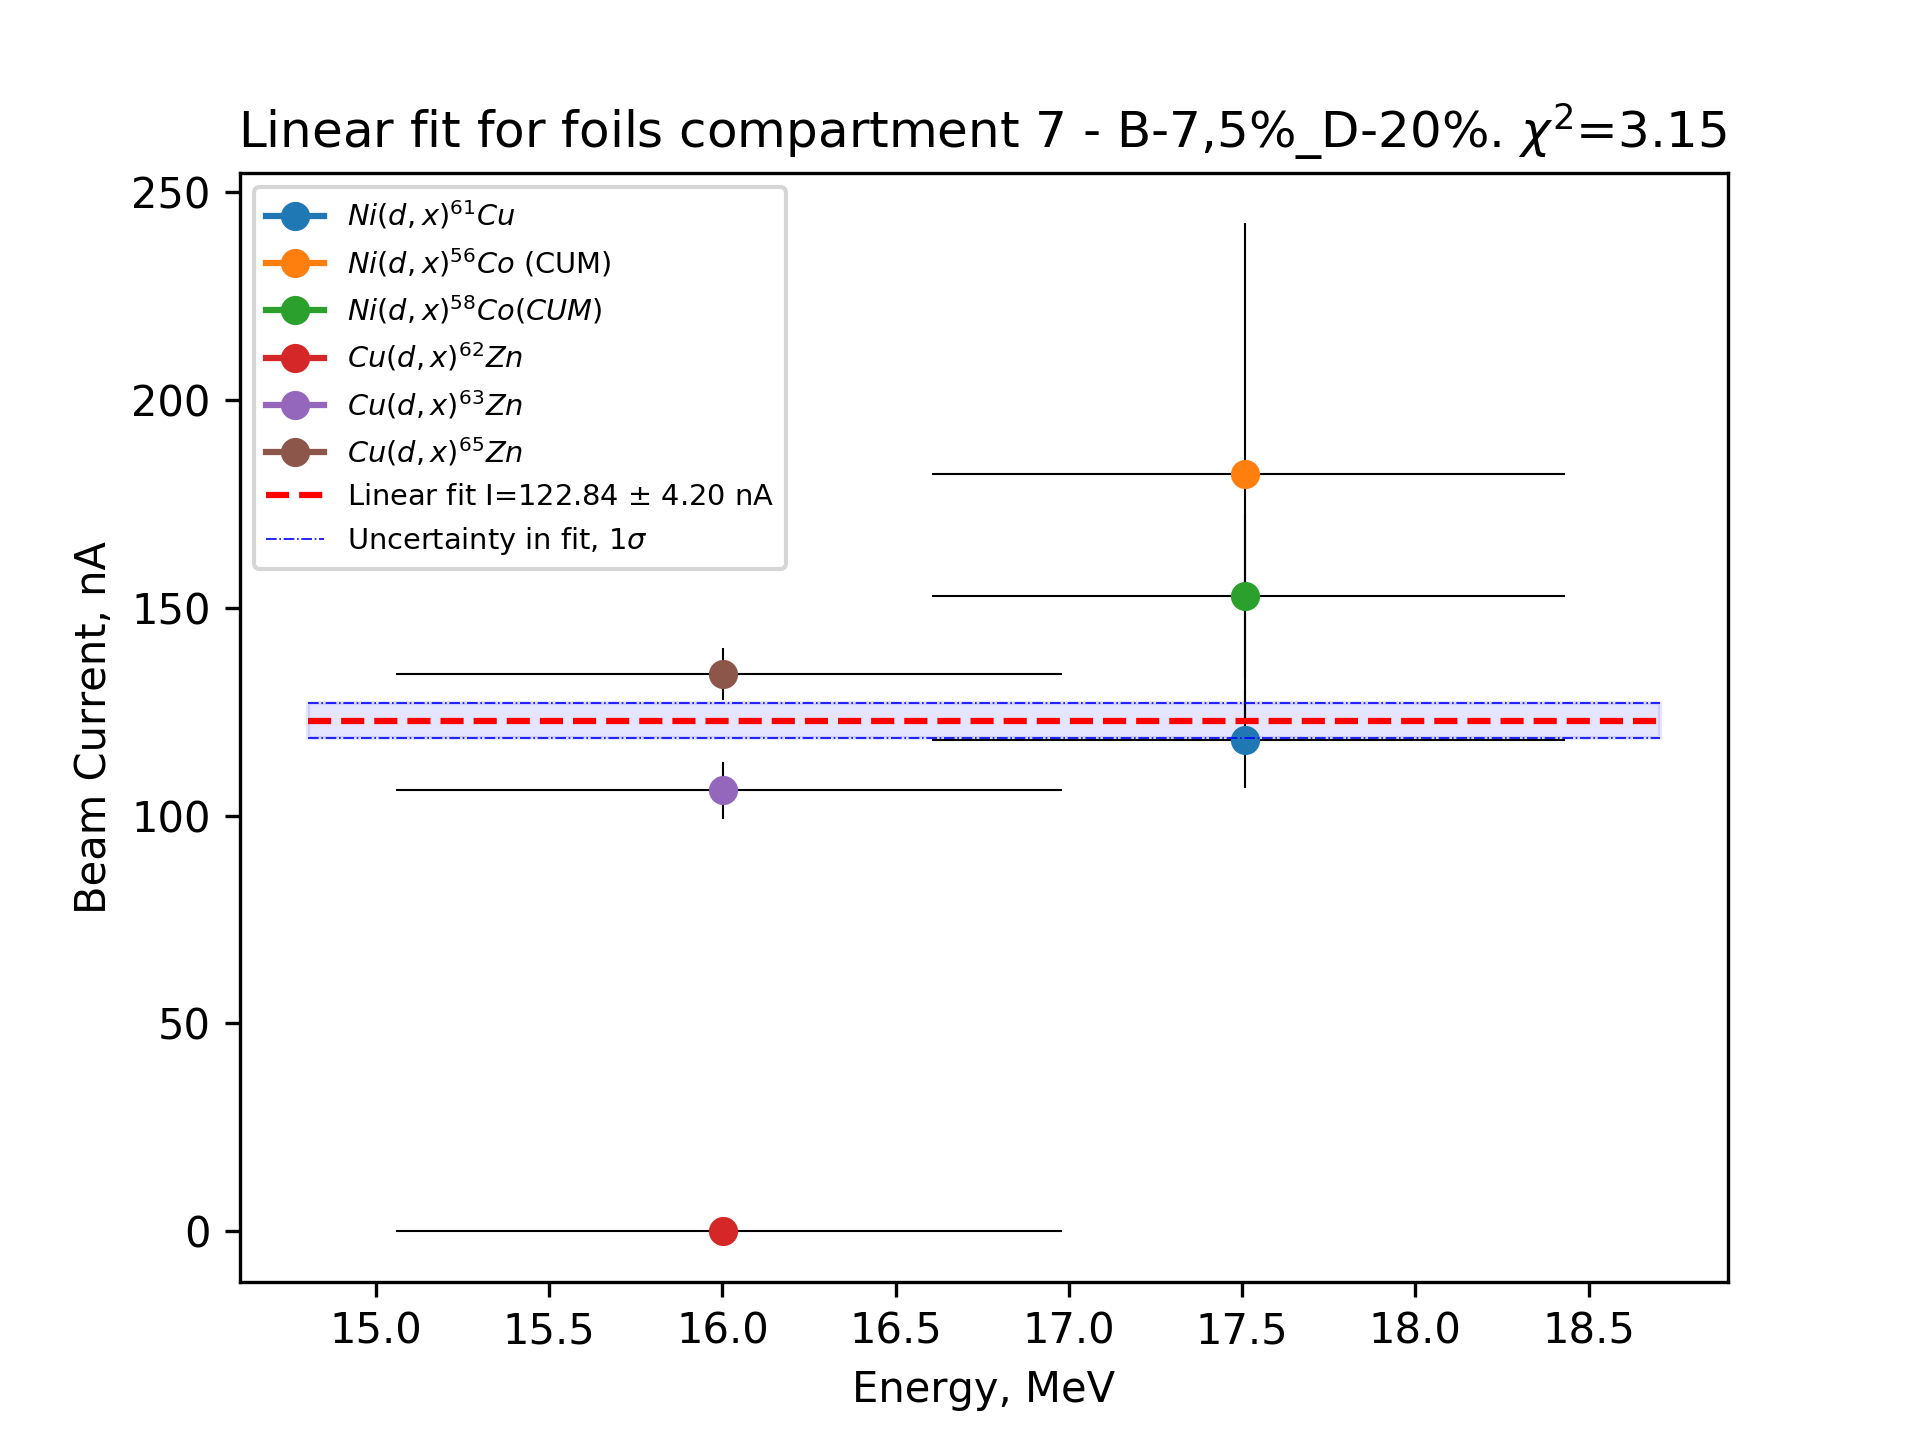 Linear fit for foils compartment 7 - B-7,5%_D-20%. χ²=3.15
Ni(d, x)⁶¹Cu
Ni(d, x)⁵⁶Co (CUM)
Ni(d, x)⁵⁸Co(CUM)
Cu(d, x)⁶²Zn
Cu(d, x)⁶³Zn
Cu(d, x)⁶⁵Zn
Linear fit I=122.84 ± 4.20 nA
Uncertainty in fit, 1σ
250
200
150
100
50
0
Beam Current, nA
15.0 15.5 16.0 16.5 17.0 17.5 18.0 18.5
Energy, MeV